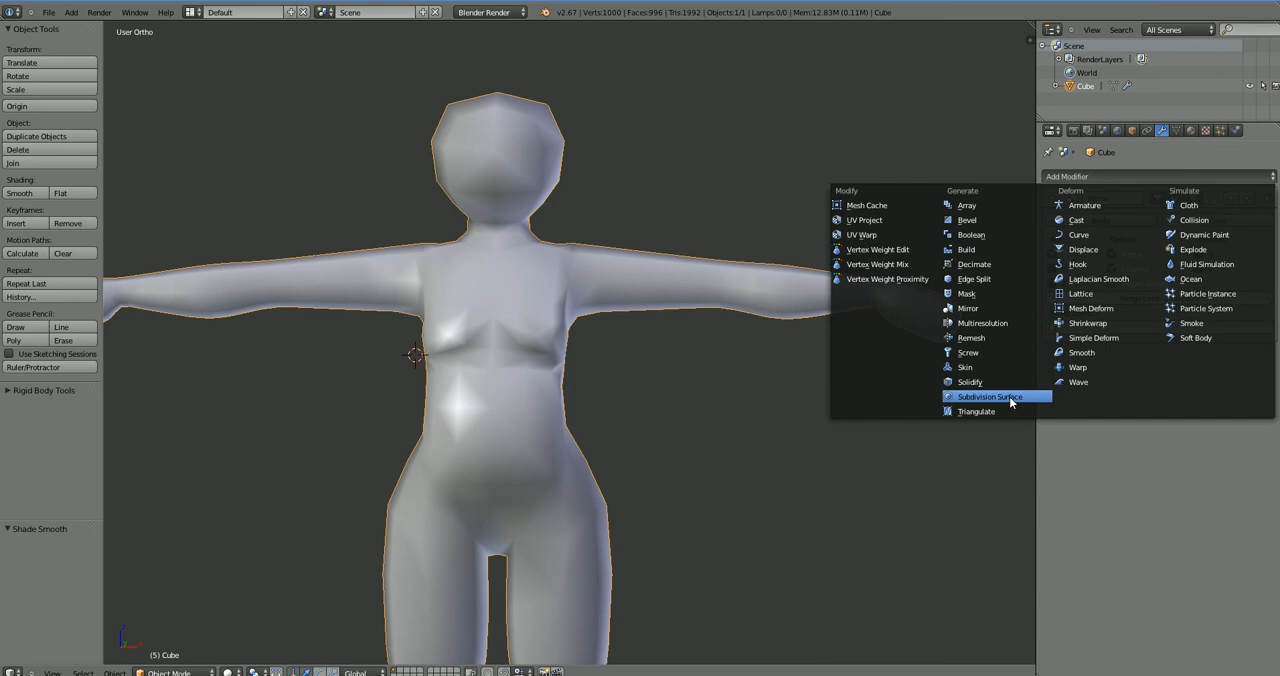 File Add Render Window Help Default Scene Blender Render v2.67 | Verts:1000 | Faces:996 | Tris:1992 | Objects:1/1 | Lamps:0/0 | Mem:12.83M (0.11M) | Cube
Object Tools
Transform:
Translate
Rotate
Scale
Origin
Object:
Duplicate Objects
Delete
Join
Shading:
Smooth Flat
Keyframes:
Insert Remove
Motion Paths:
Calculate Clear
Repeat:
Repeat Last
History...
Grease Pencil:
Draw Line
Poly Erase
Use Sketching Sessions
Ruler/Protractor
Rigid Body Tools
Shade Smooth
User Ortho
(5) Cube
View Select Object Object Mode Global
View Search All Scenes
Scene
RenderLayers
World
Cube
Cube
Add Modifier
Modify
Mesh Cache
UV Project
UV Warp
Vertex Weight Edit
Vertex Weight Mix
Vertex Weight Proximity
Generate
Array
Bevel
Boolean
Build
Decimate
Edge Split
Mask
Mirror
Multiresolution
Remesh
Screw
Skin
Solidify
Subdivision Surface
Triangulate
Deform
Armature
Cast
Curve
Displace
Hook
Laplacian Smooth
Lattice
Mesh Deform
Shrinkwrap
Simple Deform
Smooth
Warp
Wave
Simulate
Cloth
Collision
Dynamic Paint
Explode
Fluid Simulation
Ocean
Particle Instance
Particle System
Smoke
Soft Body